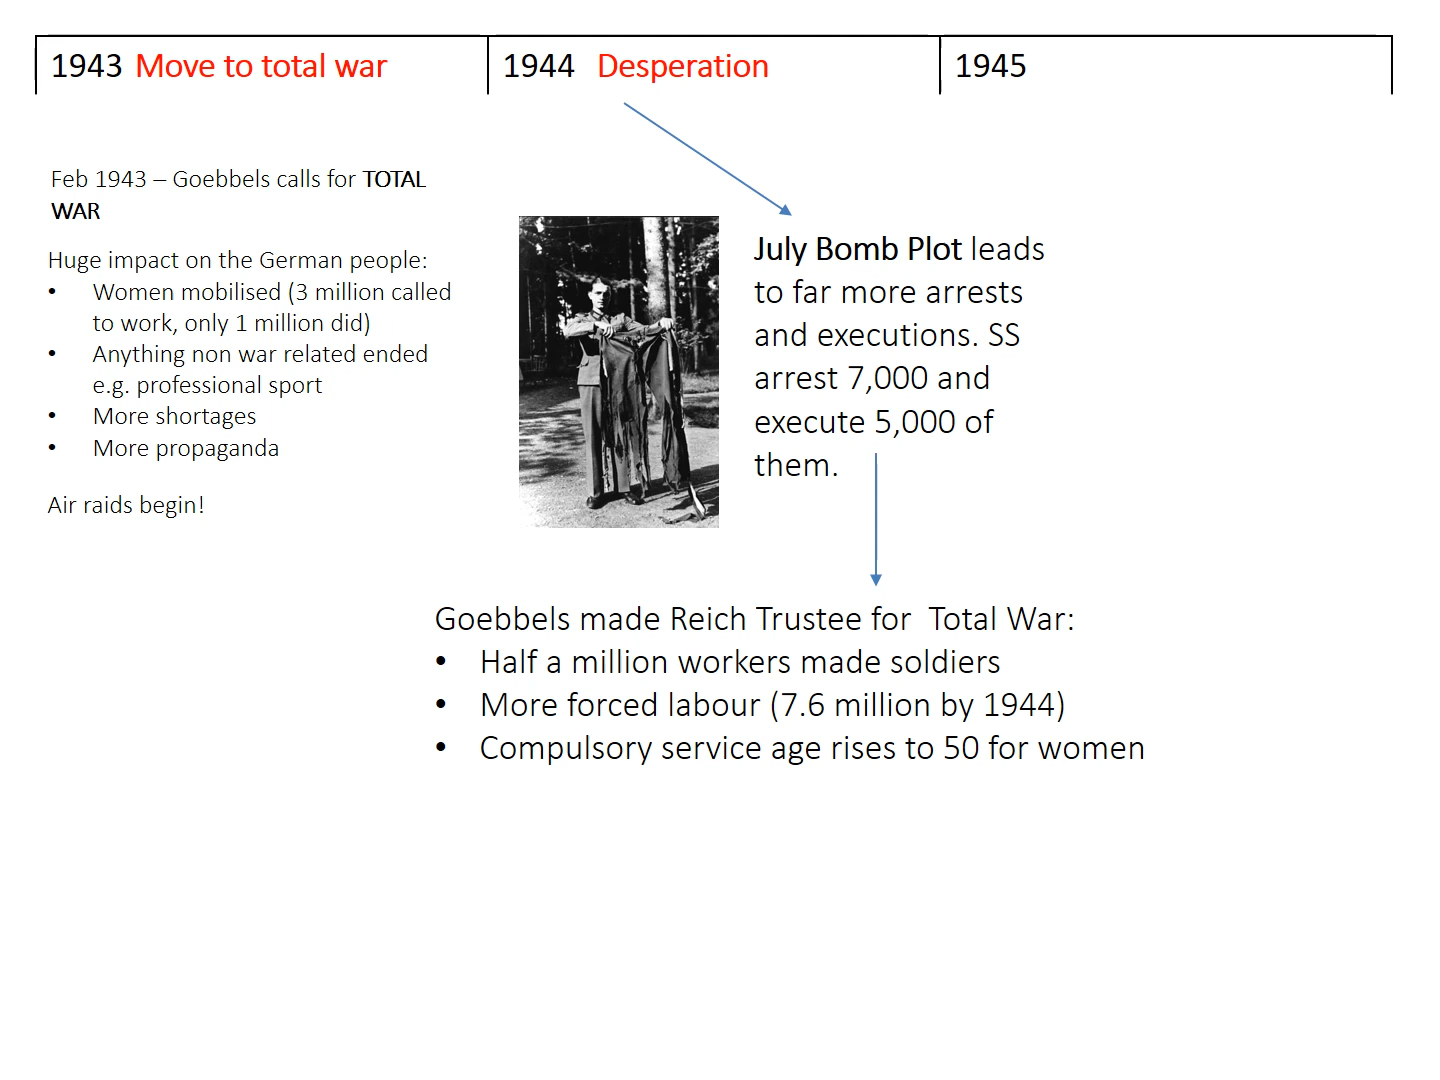 1943 Move to total war
1944 Desperation
1945
Feb 1943 – Goebbels calls for TOTAL
WAR
Huge impact on the German people:
• Women mobilised (3 million called
to work, only 1 million did)
• Anything non war related ended
e.g. professional sport
• More shortages
• More propaganda
Air raids begin!
July Bomb Plot leads
to far more arrests
and executions. SS
arrest 7,000 and
execute 5,000 of
them.
Goebbels made Reich Trustee for  Total War:
• Half a million workers made soldiers
• More forced labour (7.6 million by 1944)
• Compulsory service age rises to 50 for women